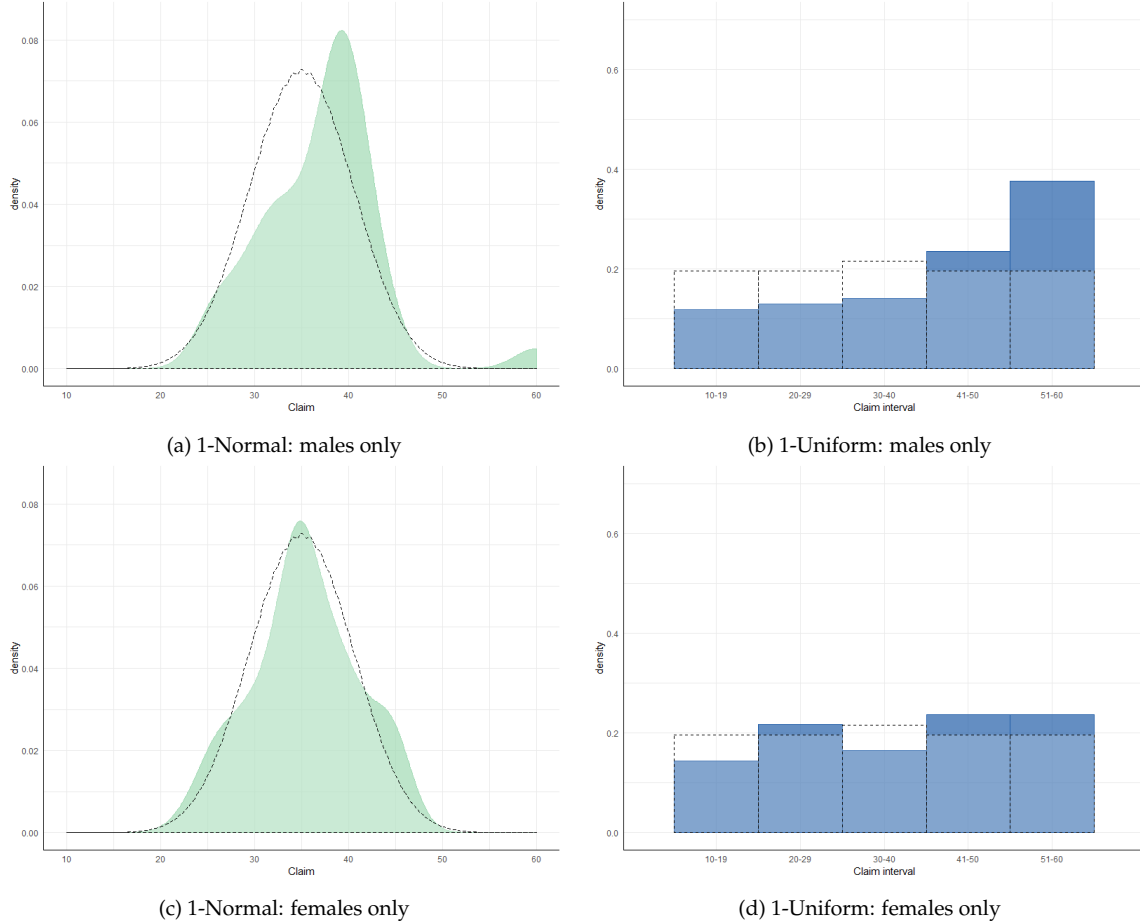 0.08
0.06
0.04
0.02
0.00
density
10 20 30 40 50 60
Claim
(a) 1-Normal: males only
0.6
0.4
0.2
0.0
density
10-19 20-29 30-40 41-50 51-60
Claim interval
(b) 1-Uniform: males only
0.08
0.06
0.04
0.02
0.00
density
10 20 30 40 50 60
Claim
(c) 1-Normal: females only
0.6
0.4
0.2
0.0
density
10-19 20-29 30-40 41-50 51-60
Claim interval
(d) 1-Uniform: females only